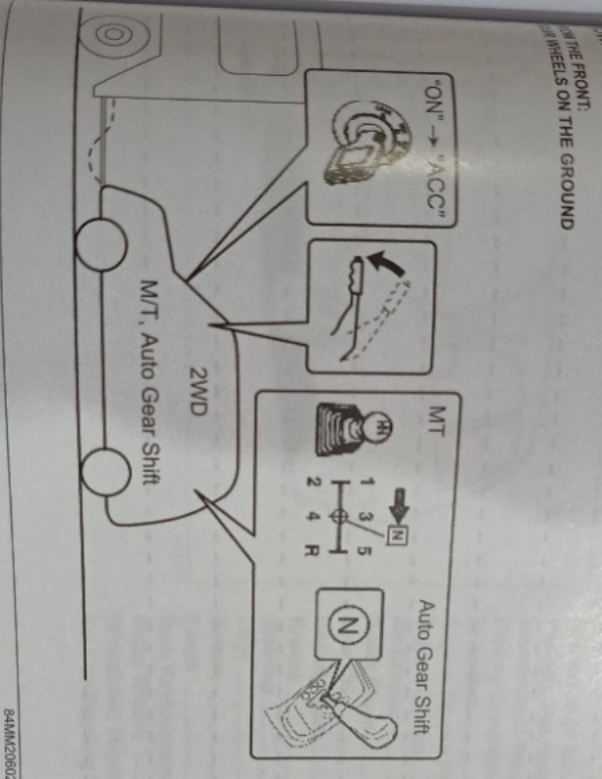 THE FRONT:
WHEELS ON THE GROUND
"ON" → "ACC"
MT
N
1 3 5
2 4 R
Auto Gear Shift
N
2WD
M/T, Auto Gear Shift
84MM20602